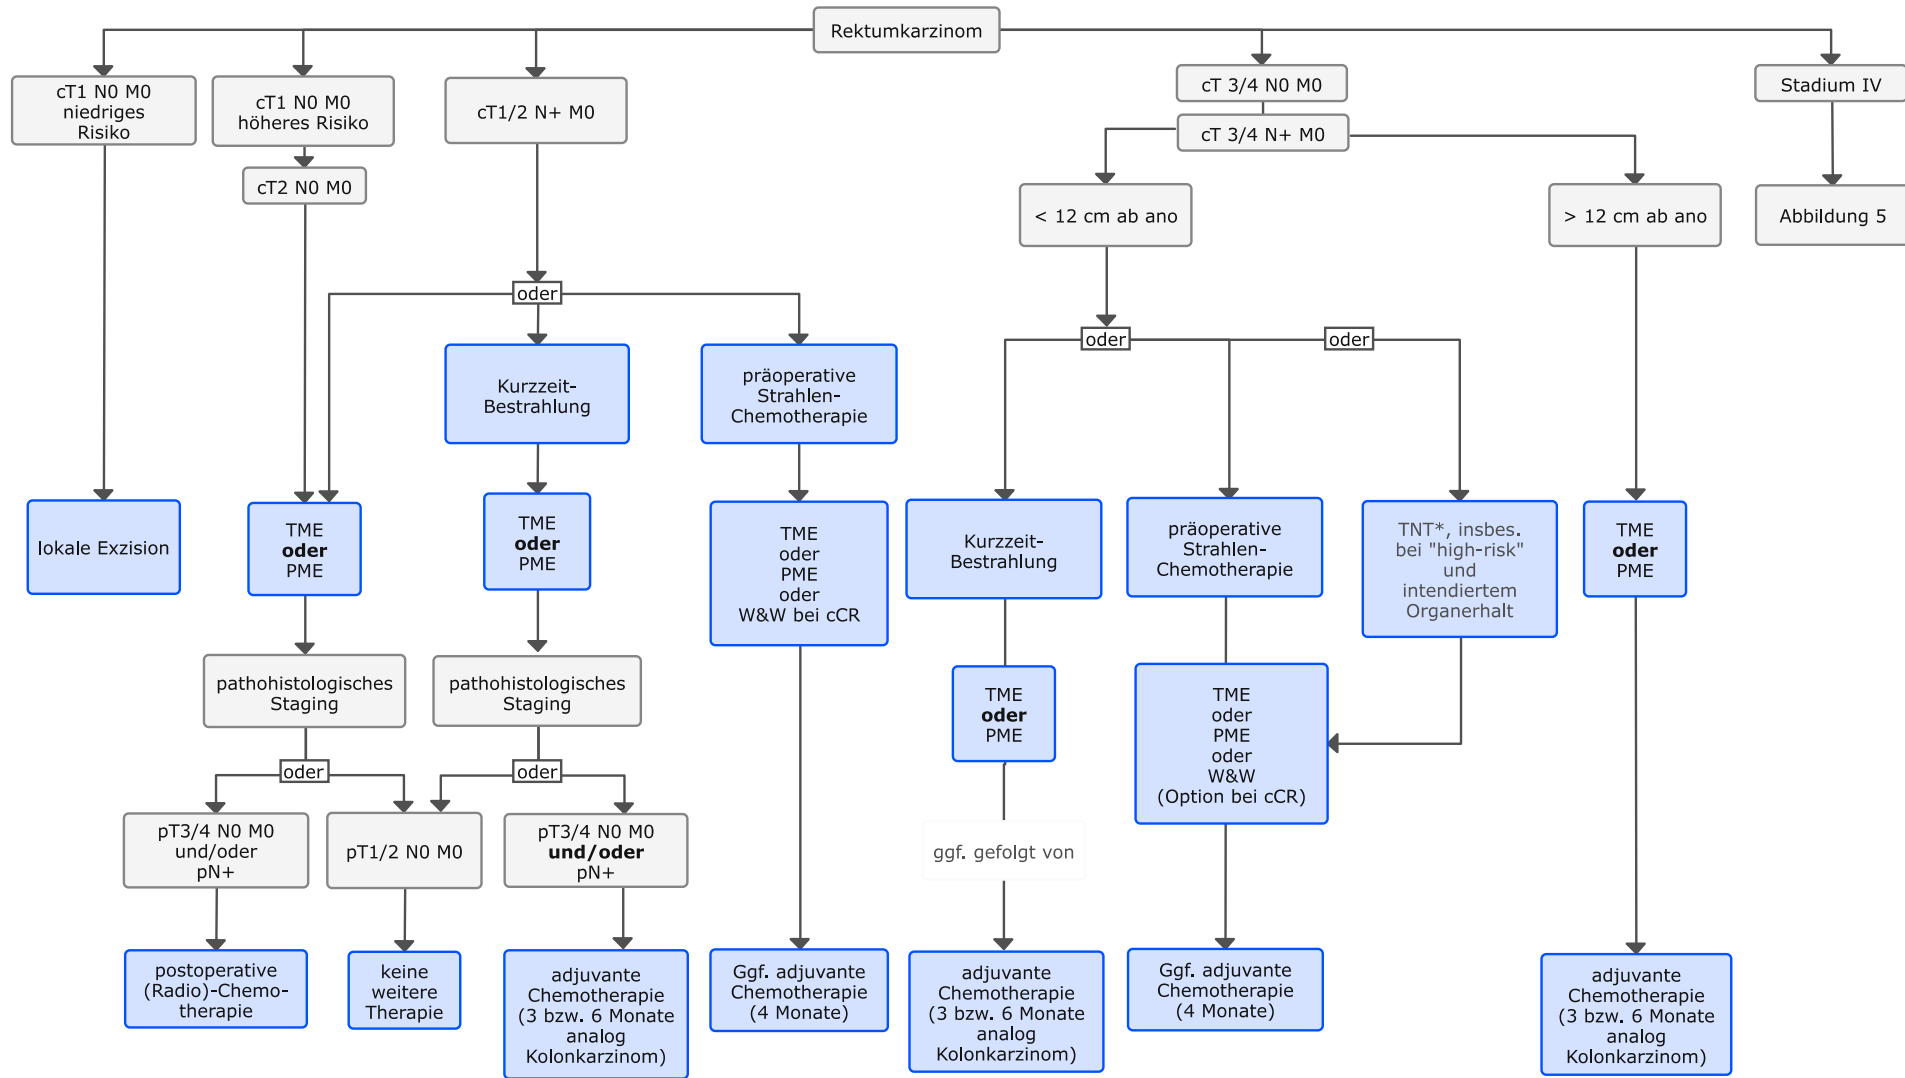 Rektumkarzinom
cT1 N0 M0
niedriges
Risiko
cT1 N0 M0
höheres Risiko
cT2 N0 M0
cT1/2 N+ M0
cT 3/4 N0 M0
cT 3/4 N+ M0
Stadium IV
< 12 cm ab ano
> 12 cm ab ano
Abbildung 5
oder
oder
oder
Kurzzeit-
Bestrahlung
präoperative
Strahlen-
Chemotherapie
lokale Exzision
TME
oder
PME
TME
oder
PME
TME
oder
PME
oder
W&W bei cCR
Kurzzeit-
Bestrahlung
präoperative
Strahlen-
Chemotherapie
TNT*, insbes.
bei "high-risk"
und
intendiertem
Organerhalt
TME
oder
PME
pathohistologisches
Staging
pathohistologisches
Staging
TME
oder
PME
TME
oder
PME
oder
W&W
(Option bei cCR)
oder
oder
pT3/4 N0 M0
und/oder
pN+
pT1/2 N0 M0
pT3/4 N0 M0
und/oder
pN+
ggf. gefolgt von
postoperative
(Radio)-Chemo-
therapie
keine
weitere
Therapie
adjuvante
Chemotherapie
(3 bzw. 6 Monate
analog
Kolonkarzinom)
Ggf. adjuvante
Chemotherapie
(4 Monate)
adjuvante
Chemotherapie
(3 bzw. 6 Monate
analog
Kolonkarzinom)
Ggf. adjuvante
Chemotherapie
(4 Monate)
adjuvante
Chemotherapie
(3 bzw. 6 Monate
analog
Kolonkarzinom)